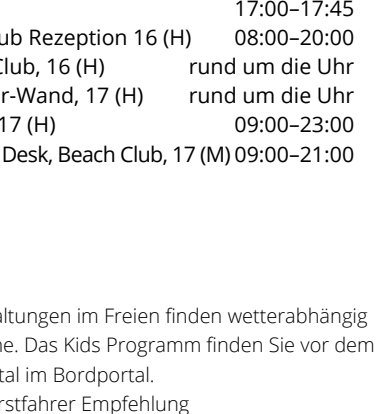 17:00–17:45
ub Rezeption 16 (H) 08:00–20:00
Club, 16 (H) rund um die Uhr
r-Wand, 17 (H) rund um die Uhr
17 (H) 09:00–23:00
Desk, Beach Club, 17 (M) 09:00–21:00
altungen im Freien finden wetterabhängig
ne. Das Kids Programm finden Sie vor dem
tal im Bordportal.
rstfahrer Empfehlung